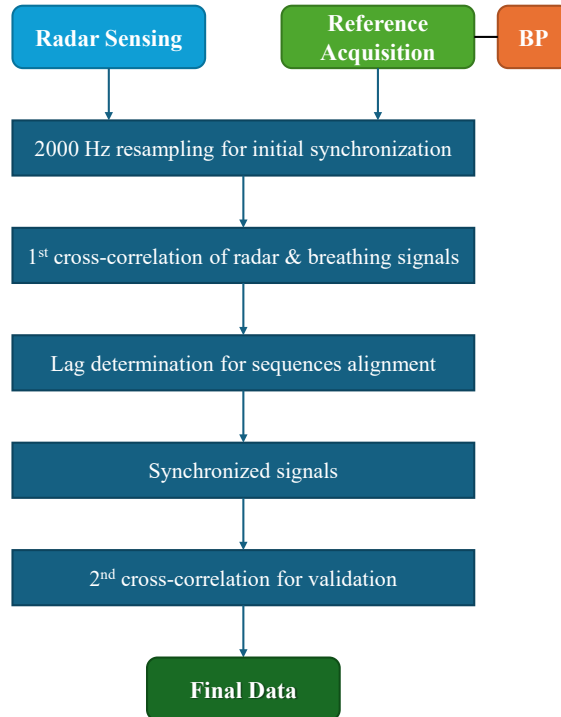 Radar Sensing
Reference
Acquisition
BP
2000 Hz resampling for initial synchronization
1st cross-correlation of radar & breathing signals
Lag determination for sequences alignment
Synchronized signals
2nd cross-correlation for validation
Final Data